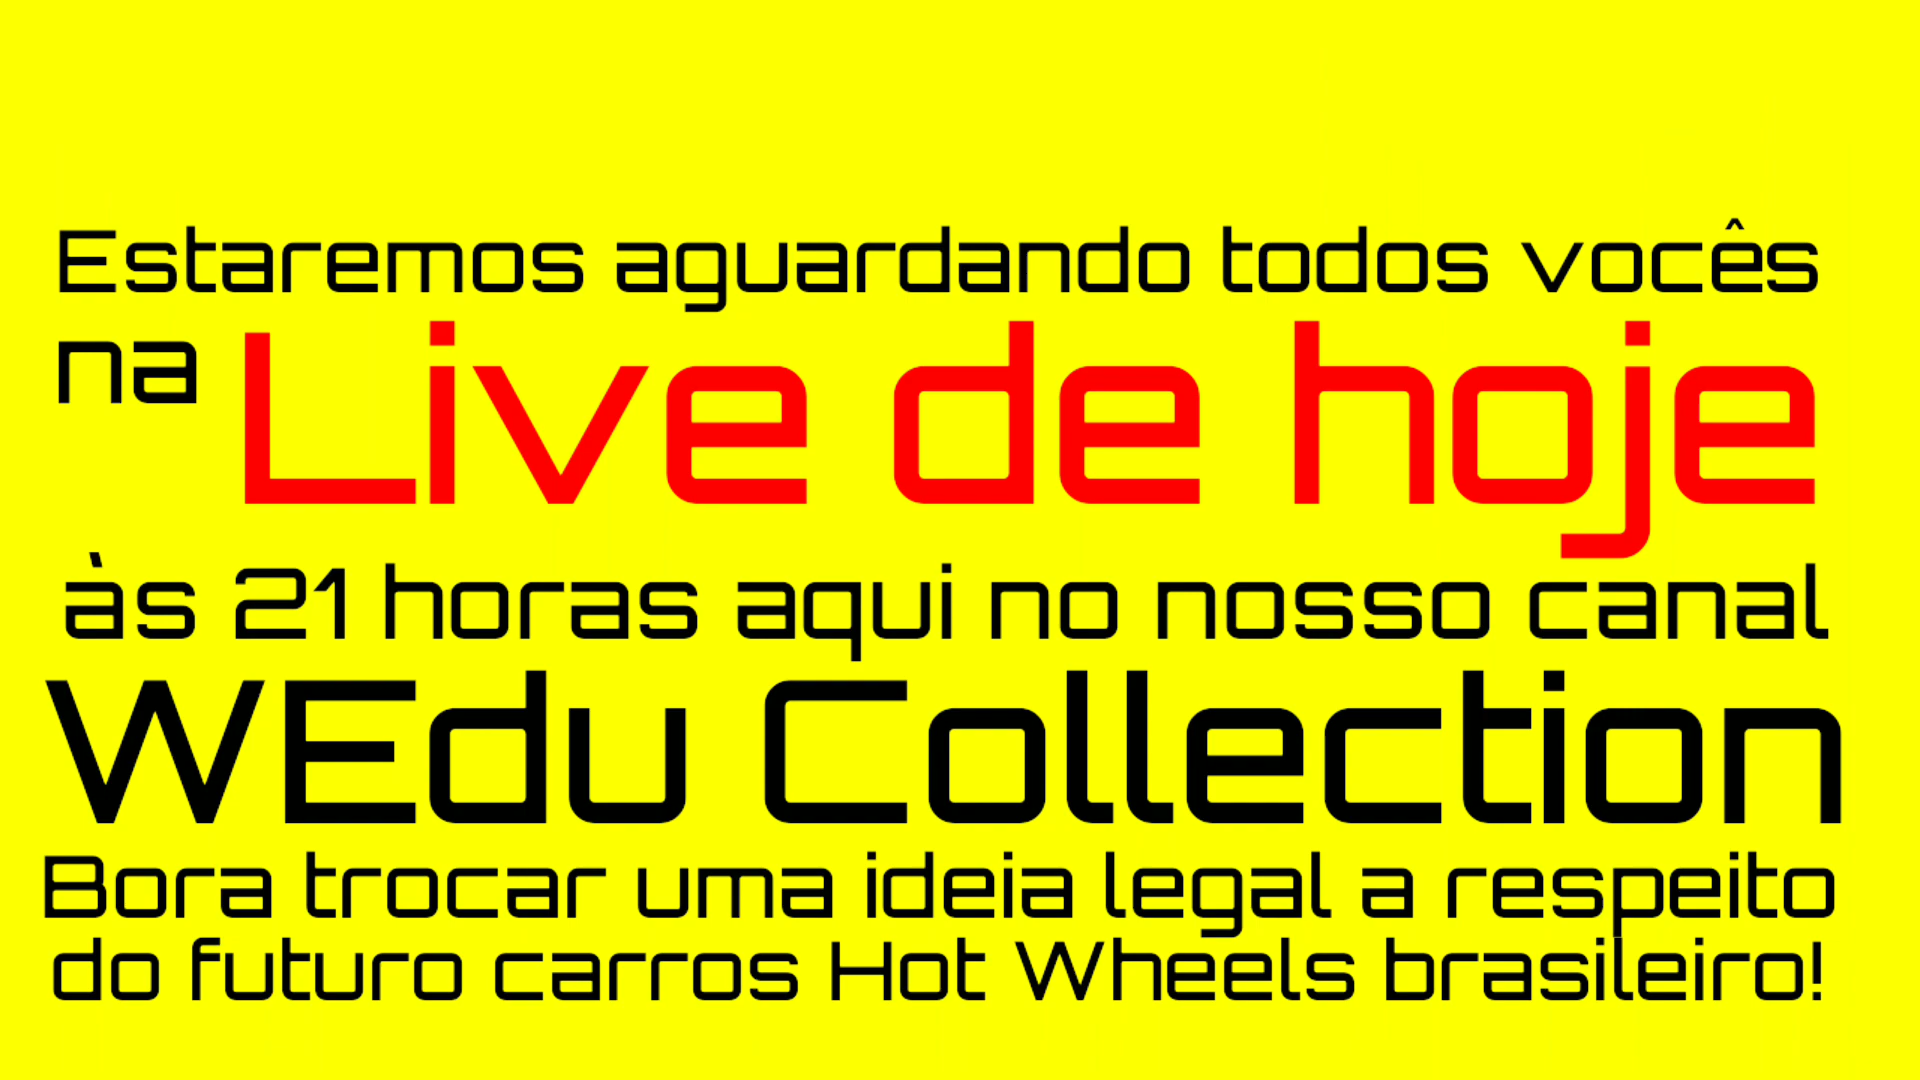 Estaremos aguardando todos vocês
na Live de hoje
às 21 horas aqui no nosso canal
WEdu Collection
Bora trocar uma ideia legal a respeito
do futuro carros Hot Wheels brasileiro!